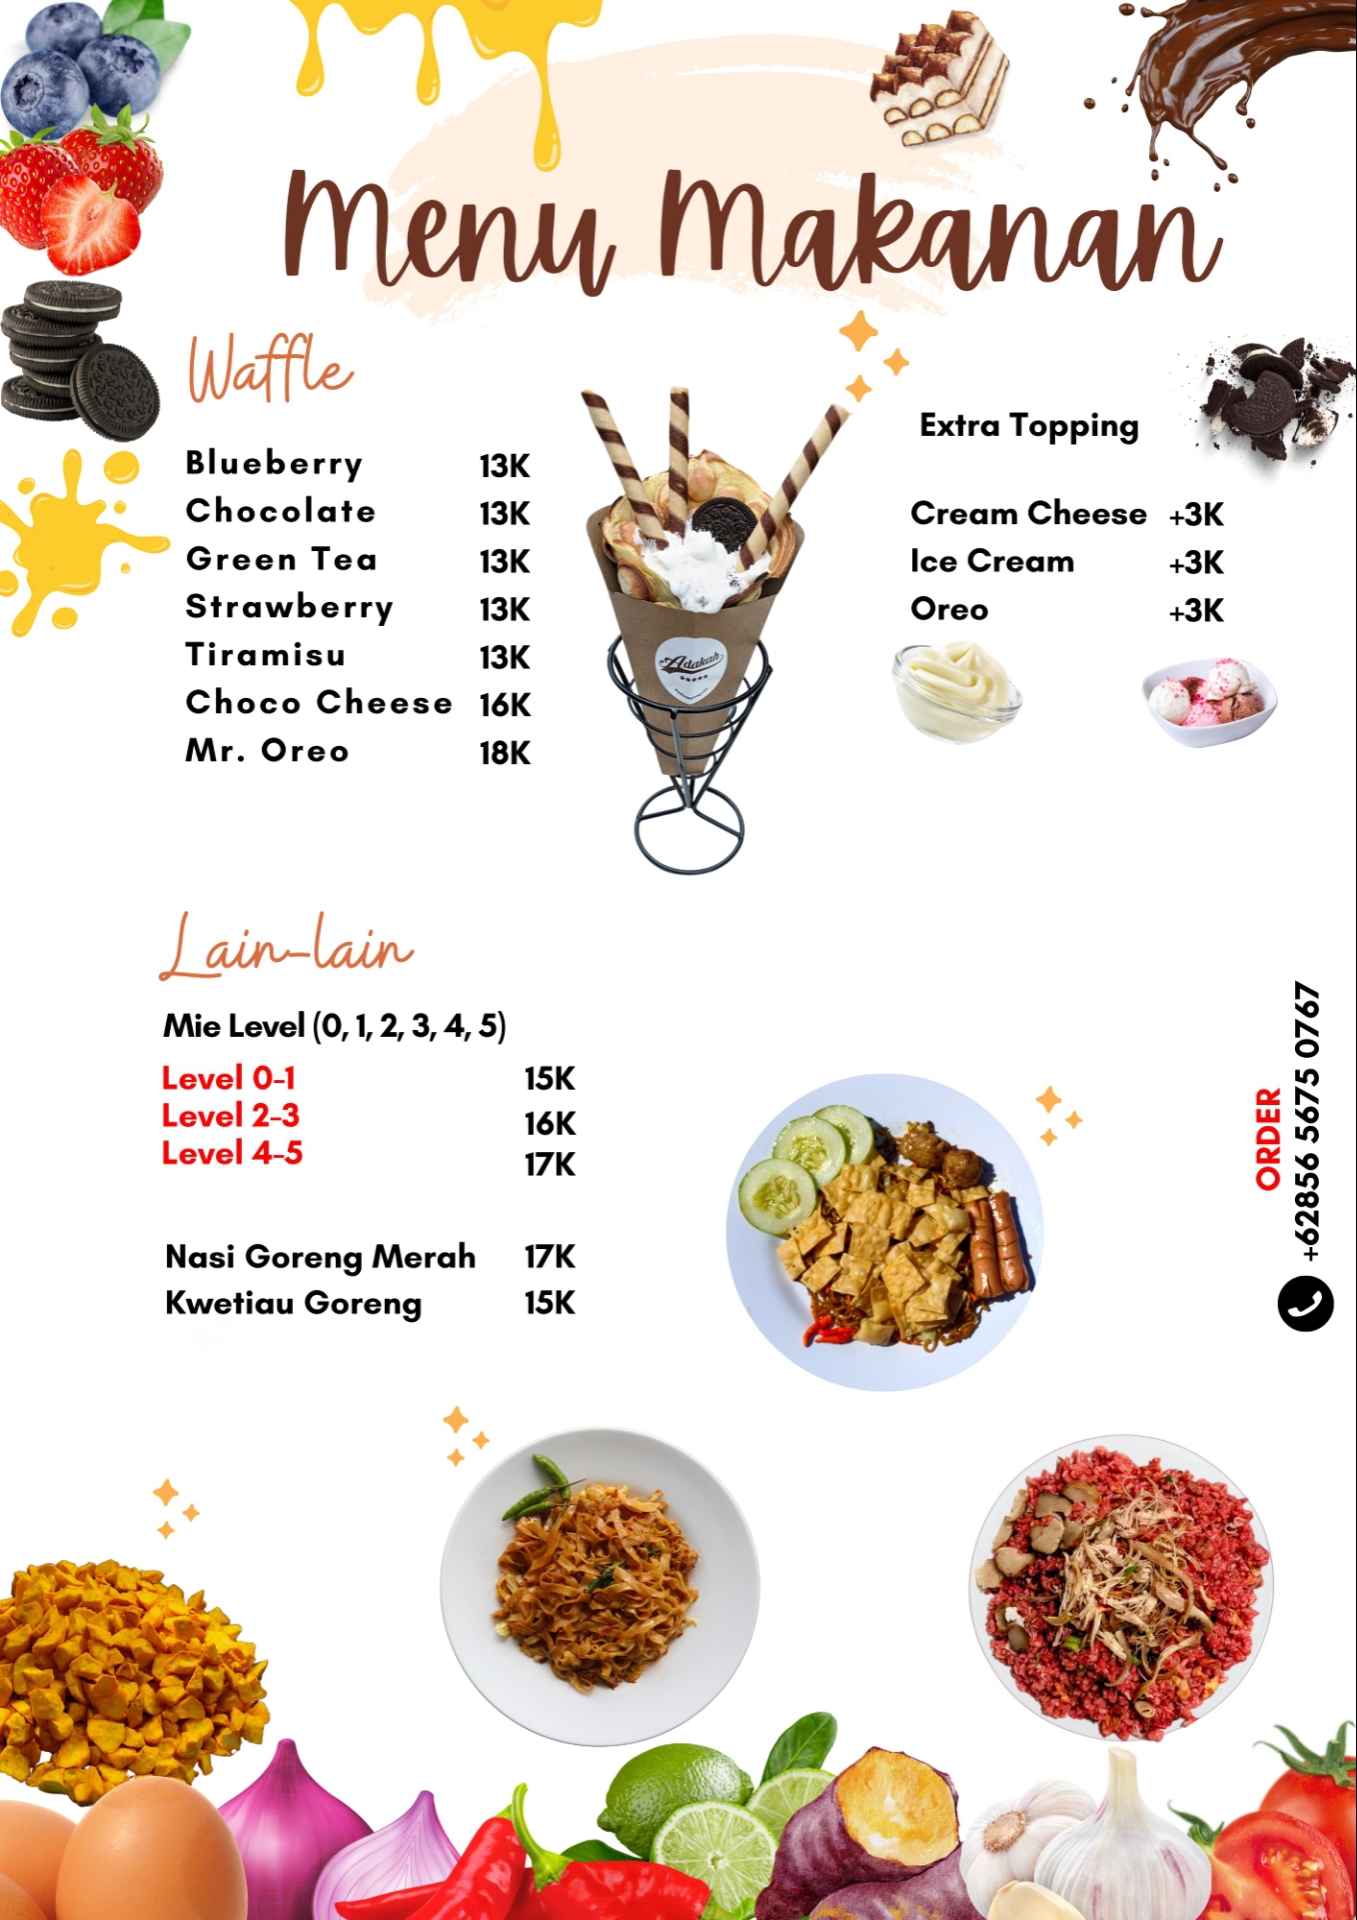 Menu Makanan
Waffle
Blueberry 13K
Chocolate 13K
Green Tea 13K
Strawberry 13K
Tiramisu 13K
Choco Cheese 16K
Mr. Oreo 18K
Adakah
Extra Topping
Cream Cheese +3K
Ice Cream +3K
Oreo +3K
Lain-lain
Mie Level (0, 1, 2, 3, 4, 5)
Level 0-1 15K
Level 2-3 16K
Level 4-5 17K
Nasi Goreng Merah 17K
Kwetiau Goreng 15K
ORDER
+62856 5675 0767